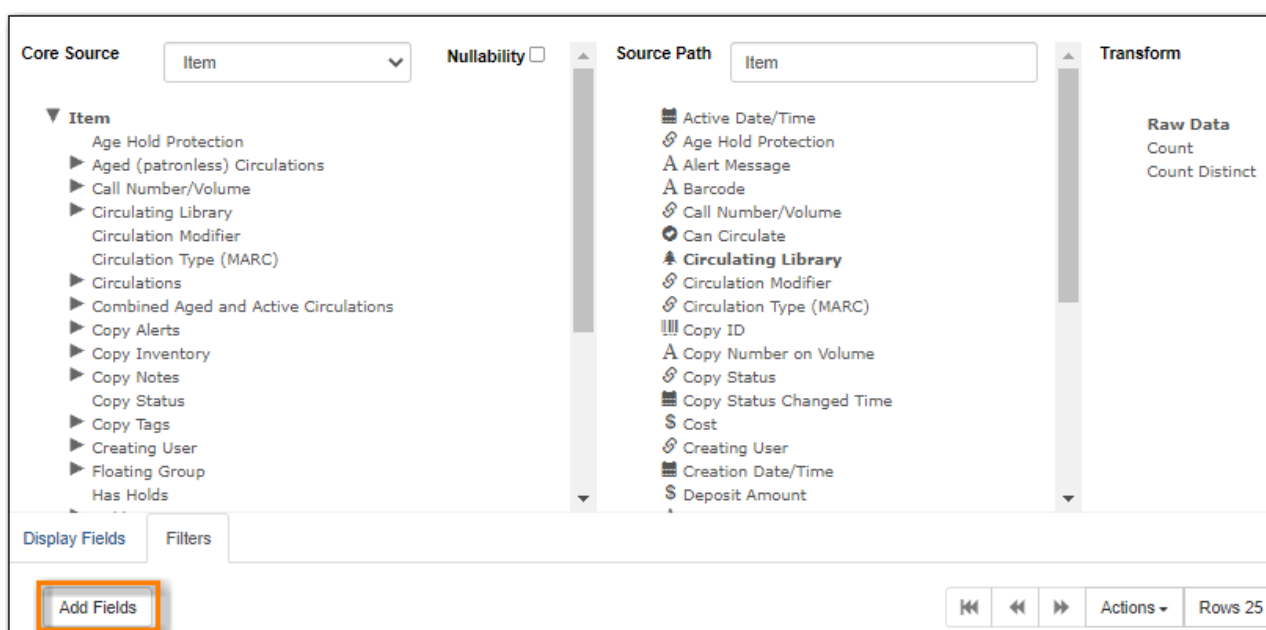 Core Source
Item
Nullability
Source Path
Item
Transform
Item
Age Hold Protection
Aged (patronless) Circulations
Call Number/Volume
Circulating Library
Circulation Modifier
Circulation Type (MARC)
Circulations
Combined Aged and Active Circulations
Copy Alerts
Copy Inventory
Copy Notes
Copy Status
Copy Tags
Creating User
Floating Group
Has Holds
Active Date/Time
Age Hold Protection
Alert Message
Barcode
Call Number/Volume
Can Circulate
Circulating Library
Circulation Modifier
Circulation Type (MARC)
Copy ID
Copy Number on Volume
Copy Status
Copy Status Changed Time
Cost
Creating User
Creation Date/Time
Deposit Amount
Raw Data
Count
Count Distinct
Display Fields
Filters
Add Fields
Actions
Rows 25